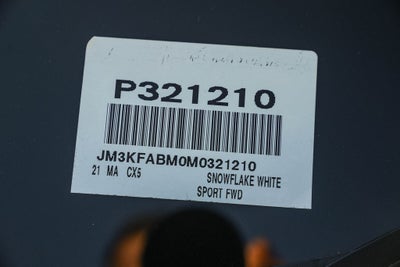 P321210
JM3KFABM0M0321210
21 MA CX5 SNOWFLAKE WHITE
SPORT FWD